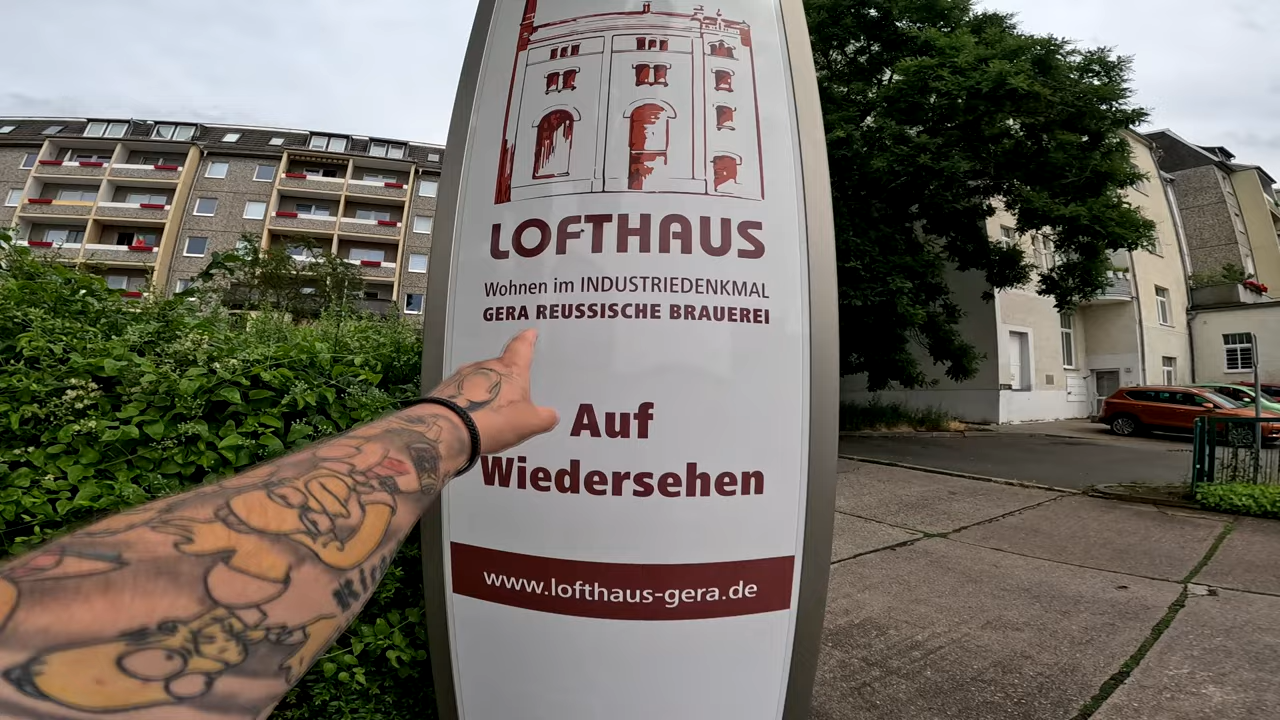 LOFTHAUS
Wohnen im INDUSTRIEDENKMAL
GERA REUSSISCHE BRAUEREI
Auf
Wiedersehen
www.lofthaus-gera.de